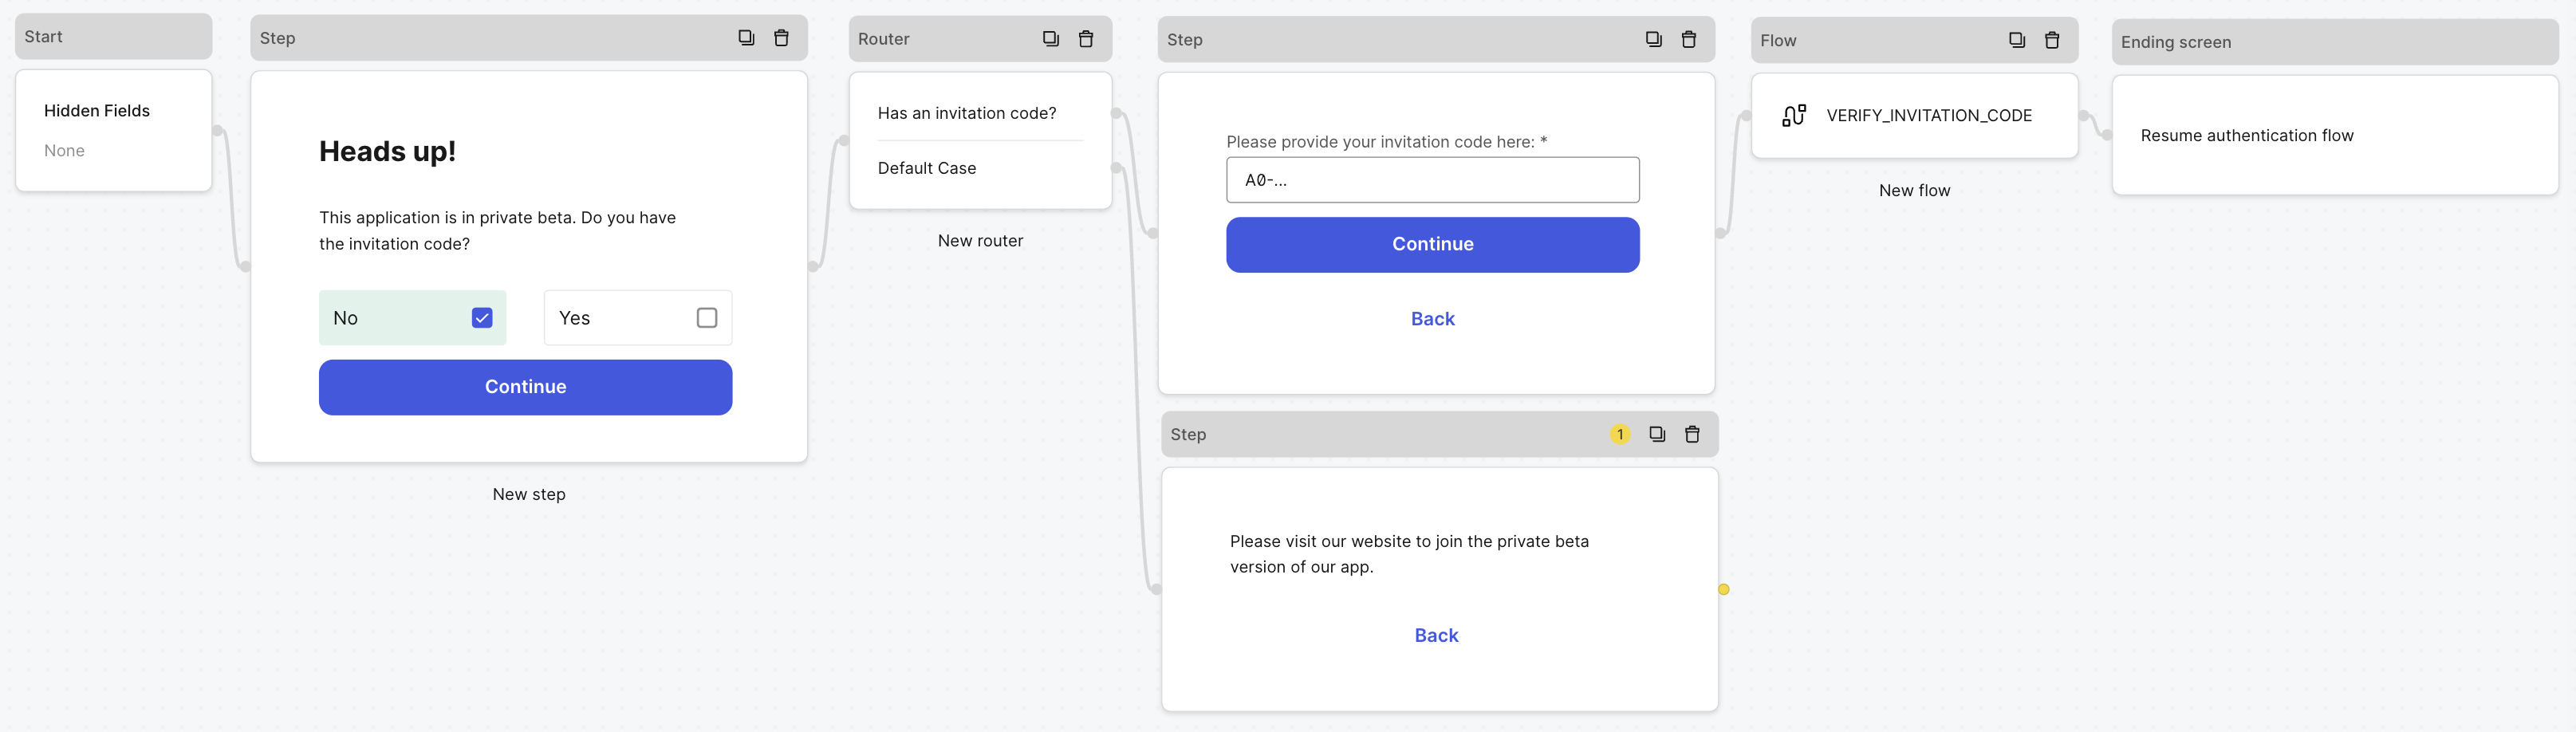 Start
Hidden Fields
None
Step
Heads up!
This application is in private beta. Do you have
the invitation code?
No
Yes
Continue
New step
Router
Has an invitation code?
Default Case
New router
Step
Please provide your invitation code here: *
A0-...
Continue
Back
Step
1
Please visit our website to join the private beta
version of our app.
Back
Flow
VERIFY_INVITATION_CODE
New flow
Ending screen
Resume authentication flow